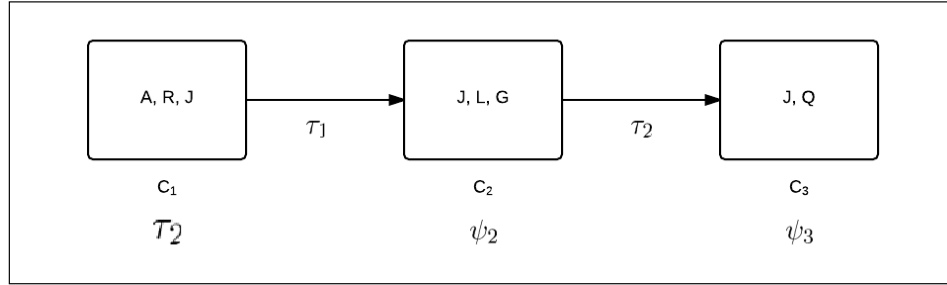 A, R, J
J, L, G
J, Q
τ₁
τ₂
C₁
C₂
C₃
τ₂
ψ₂
ψ₃